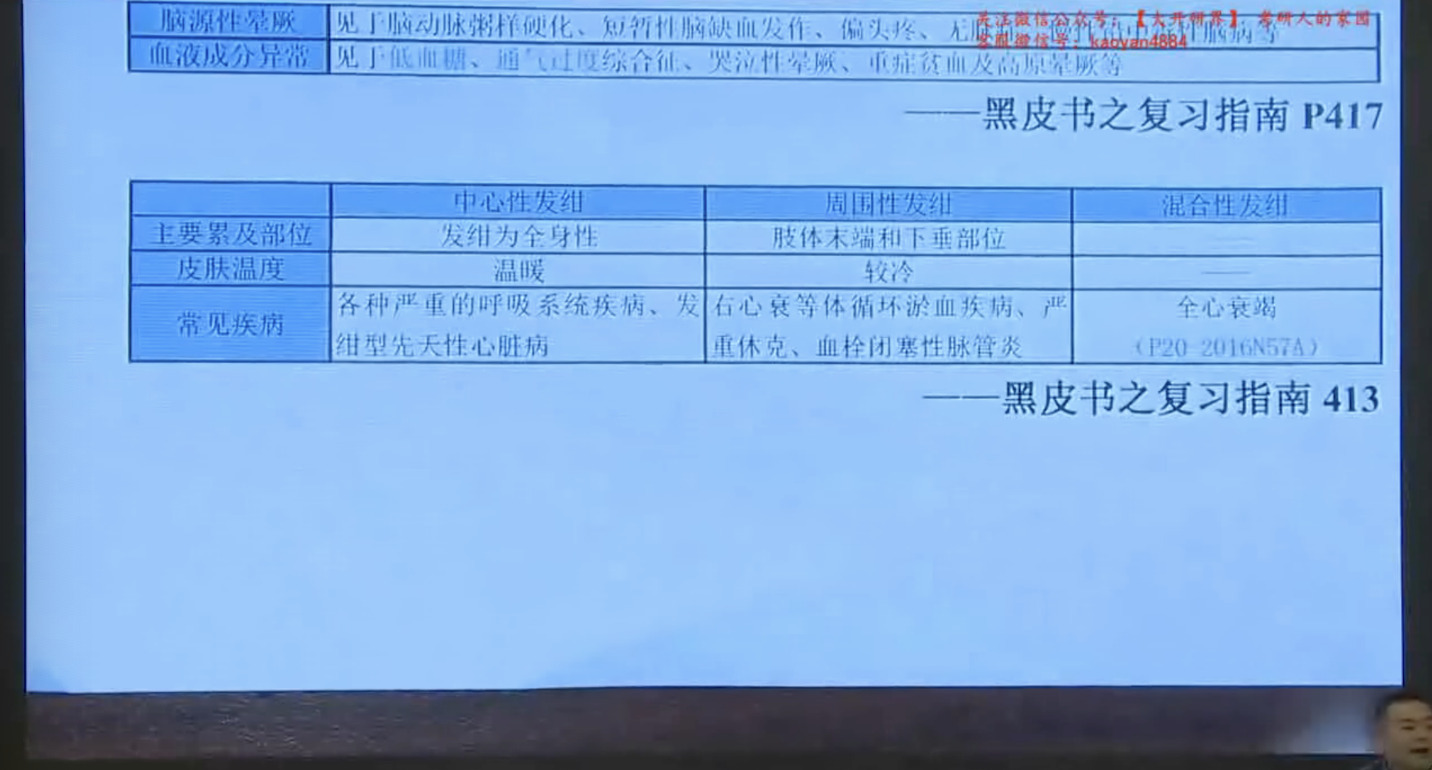 脑源性晕厥 见于脑动脉粥样硬化、短暂性脑缺血发作、偏头疼、无
关注微信公众号：【大升研界】：考研人的家园
客服微信号：kaoyan4884
血液成分异常 见于低血糖、通气过度综合征、哭泣性晕厥、重症贫血及高原晕厥等
——黑皮书之复习指南 P417
中心性发绀 周围性发绀 混合性发绀
主要累及部位 发绀为全身性 肢体末端和下垂部位 —
皮肤温度 温暖 较冷 —
常见疾病 各种严重的呼吸系统疾病、发 右心衰等体循环淤血疾病、严 全心衰竭
绀型先天性心脏病 重休克、血栓闭塞性脉管炎 （P20-2016N57A）
——黑皮书之复习指南 413